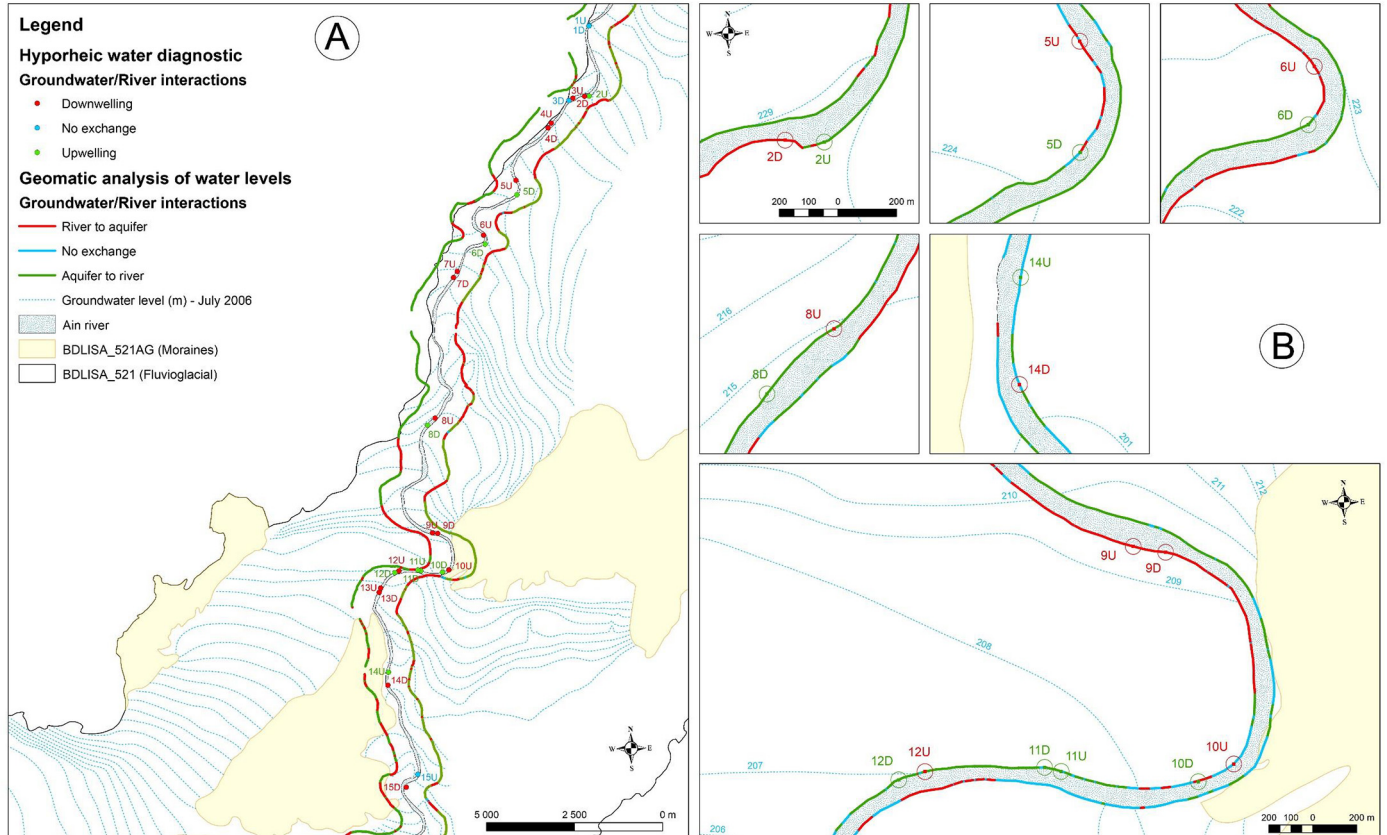 Legend
Hyporheic water diagnostic
Groundwater/River interactions
Downwelling
No exchange
Upwelling
Geomatic analysis of water levels
Groundwater/River interactions
River to aquifer
No exchange
Aquifer to river
Groundwater level (m) - July 2006
Ain river
BDLISA_521AG (Moraines)
BDLISA_521 (Fluvioglacial)
A
1U
1D
3U
3D
2D
2U
4U
4D
5U
5D
6U
6D
7U
7D
8U
8D
9U
9D
12U
11U
12D
10D
10U
13U
13D
14U
14D
15U
15D
N
W
E
S
5 000
2 500
0 m
N
W
E
S
229
2D
2U
200
100
0
200 m
5U
224
5D
6U
6D
223
222
216
8U
8D
215
14U
14D
201
B
N
W
E
S
210
211
212
9U
9D
209
208
207
206
12D
12U
11D
11U
10D
10U
200
100
0
200 m